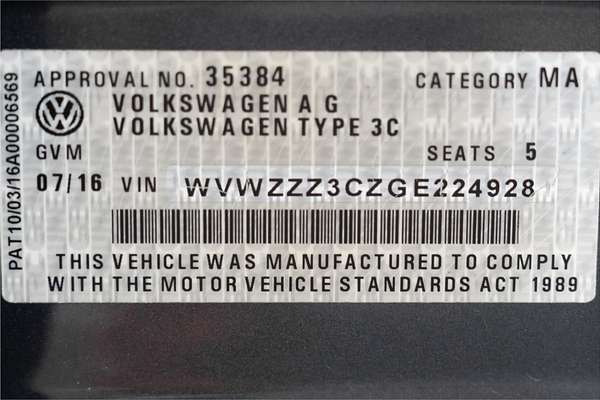 APPROVAL NO. 35384 CATEGORY MA
VOLKSWAGEN AG
VOLKSWAGEN TYPE 3C
GVM SEATS 5
07/16 VIN WVWZZZ3CZGE224928
THIS VEHICLE WAS MANUFACTURED TO COMPLY
WITH THE MOTOR VEHICLE STANDARDS ACT 1989
PAT10/03/16A00006569